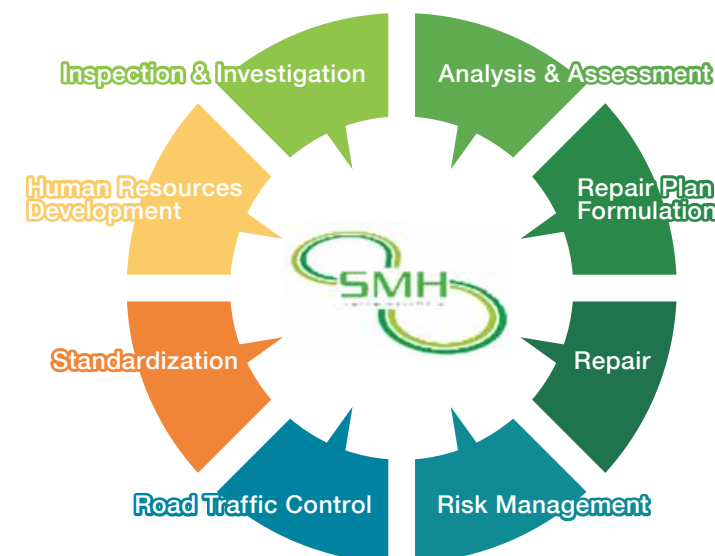 Inspection & Investigation
Analysis & Assessment
Human Resources
Development
Repair Plan
Formulation
SMH
Standardization
Repair
Road Traffic Control
Risk Management